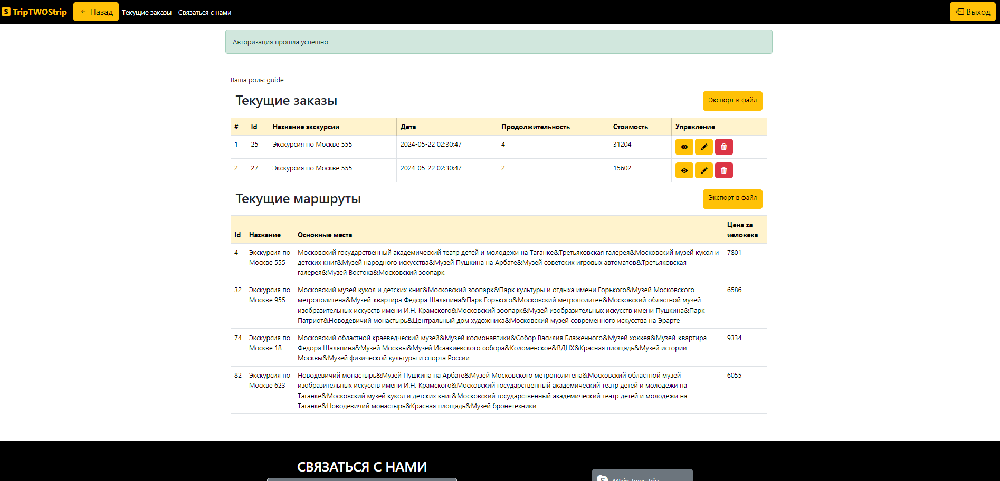 TripTWOStrip
Назад
Текущие заказы
Связаться с нами
Выход
Авторизация прошла успешно
Ваша роль: guide
Текущие заказы
Экспорт в файл
# Id Название экскурсии Дата Продолжительность Стоимость Управление
1 25 Экскурсия по Москве 555 2024-05-22 02:30:47 4 31204
2 27 Экскурсия по Москве 555 2024-05-22 02:30:47 2 15602
Текущие маршруты
Экспорт в файл
Id Название Основные места Цена за
человека
4 Экскурсия по Московский государственный академический театр детей и молодежи на Таганке&Третьяковская галерея&Московский музей кукол и 7801
Москве 555 детских книг&Музей народного искусства&Музей Пушкина на Арбате&Музей советских игровых автоматов&Третьяковская
галерея&Музей Востока&Московский зоопарк
32 Экскурсия по Московский музей кукол и детских книг&Московский зоопарк&Парк культуры и отдыха имени Горького&Музей Московского 6586
Москве 955 метрополитена&Музей-квартира Федора Шаляпина&Парк Горького&Московский метрополитен&Московский областной музей
изобразительных искусств имени И.Н. Крамского&Московский зоопарк&Музей изобразительных искусств имени Пушкина&Парк
Патриот&Новодевичий монастырь&Центральный дом художника&Московский музей современного искусства на Эрарте
74 Экскурсия по Московский областной краеведческий музей&Музей космонавтики&Собор Василия Блаженного&Музей хоккея&Музей-квартира 9334
Москве 18 Федора Шаляпина&Музей Москвы&Музей Исаакиевского собора&Коломенское&ВДНХ&Красная площадь&Музей истории
Москвы&Музей физической культуры и спорта России
82 Экскурсия по Новодевичий монастырь&Музей Пушкина на Арбате&Музей Московского метрополитена&Московский областной музей 6055
Москве 623 изобразительных искусств имени И.Н. Крамского&Московский государственный академический театр детей и молодежи на
Таганке&Московский музей кукол и детских книг&Московский государственный академический театр детей и молодежи на
Таганке&Новодевичий монастырь&Красная площадь&Музей бронетехники
СВЯЗАТЬСЯ С НАМИ
@trip_twos_trip